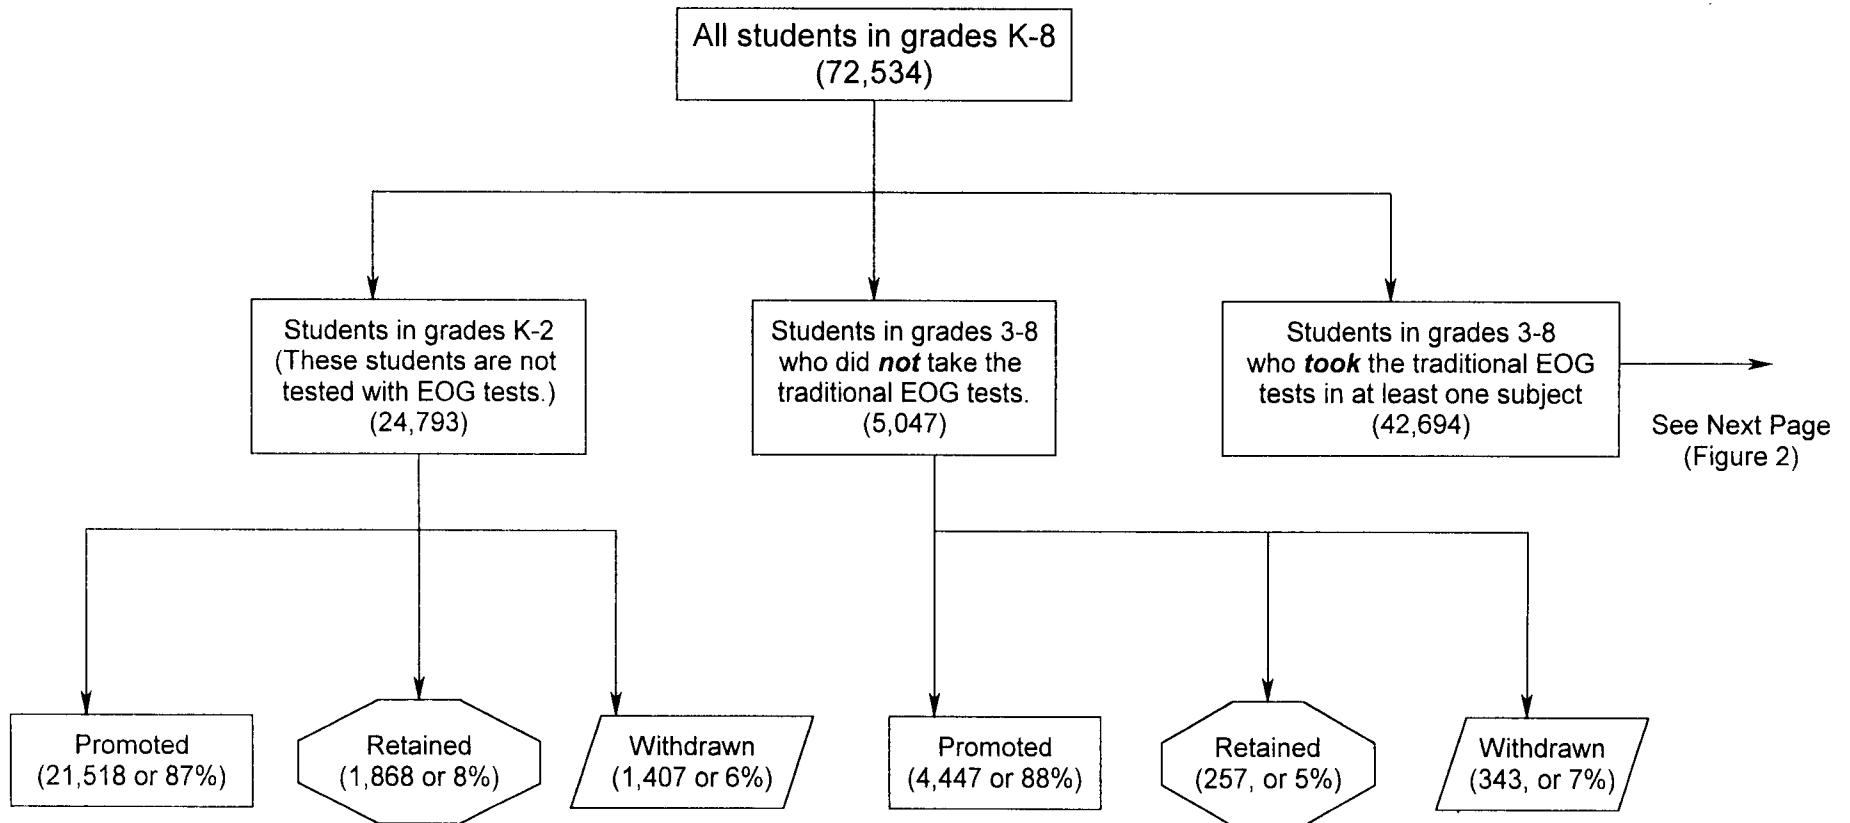 All students in grades K-8
(72,534)
Students in grades K-2
(These students are not
tested with EOG tests.)
(24,793)
Students in grades 3-8
who did not take the
traditional EOG tests.
(5,047)
Students in grades 3-8
who took the traditional EOG
tests in at least one subject
(42,694)
See Next Page
(Figure 2)
Promoted
(21,518 or 87%)
Retained
(1,868 or 8%)
Withdrawn
(1,407 or 6%)
Promoted
(4,447 or 88%)
Retained
(257, or 5%)
Withdrawn
(343, or 7%)